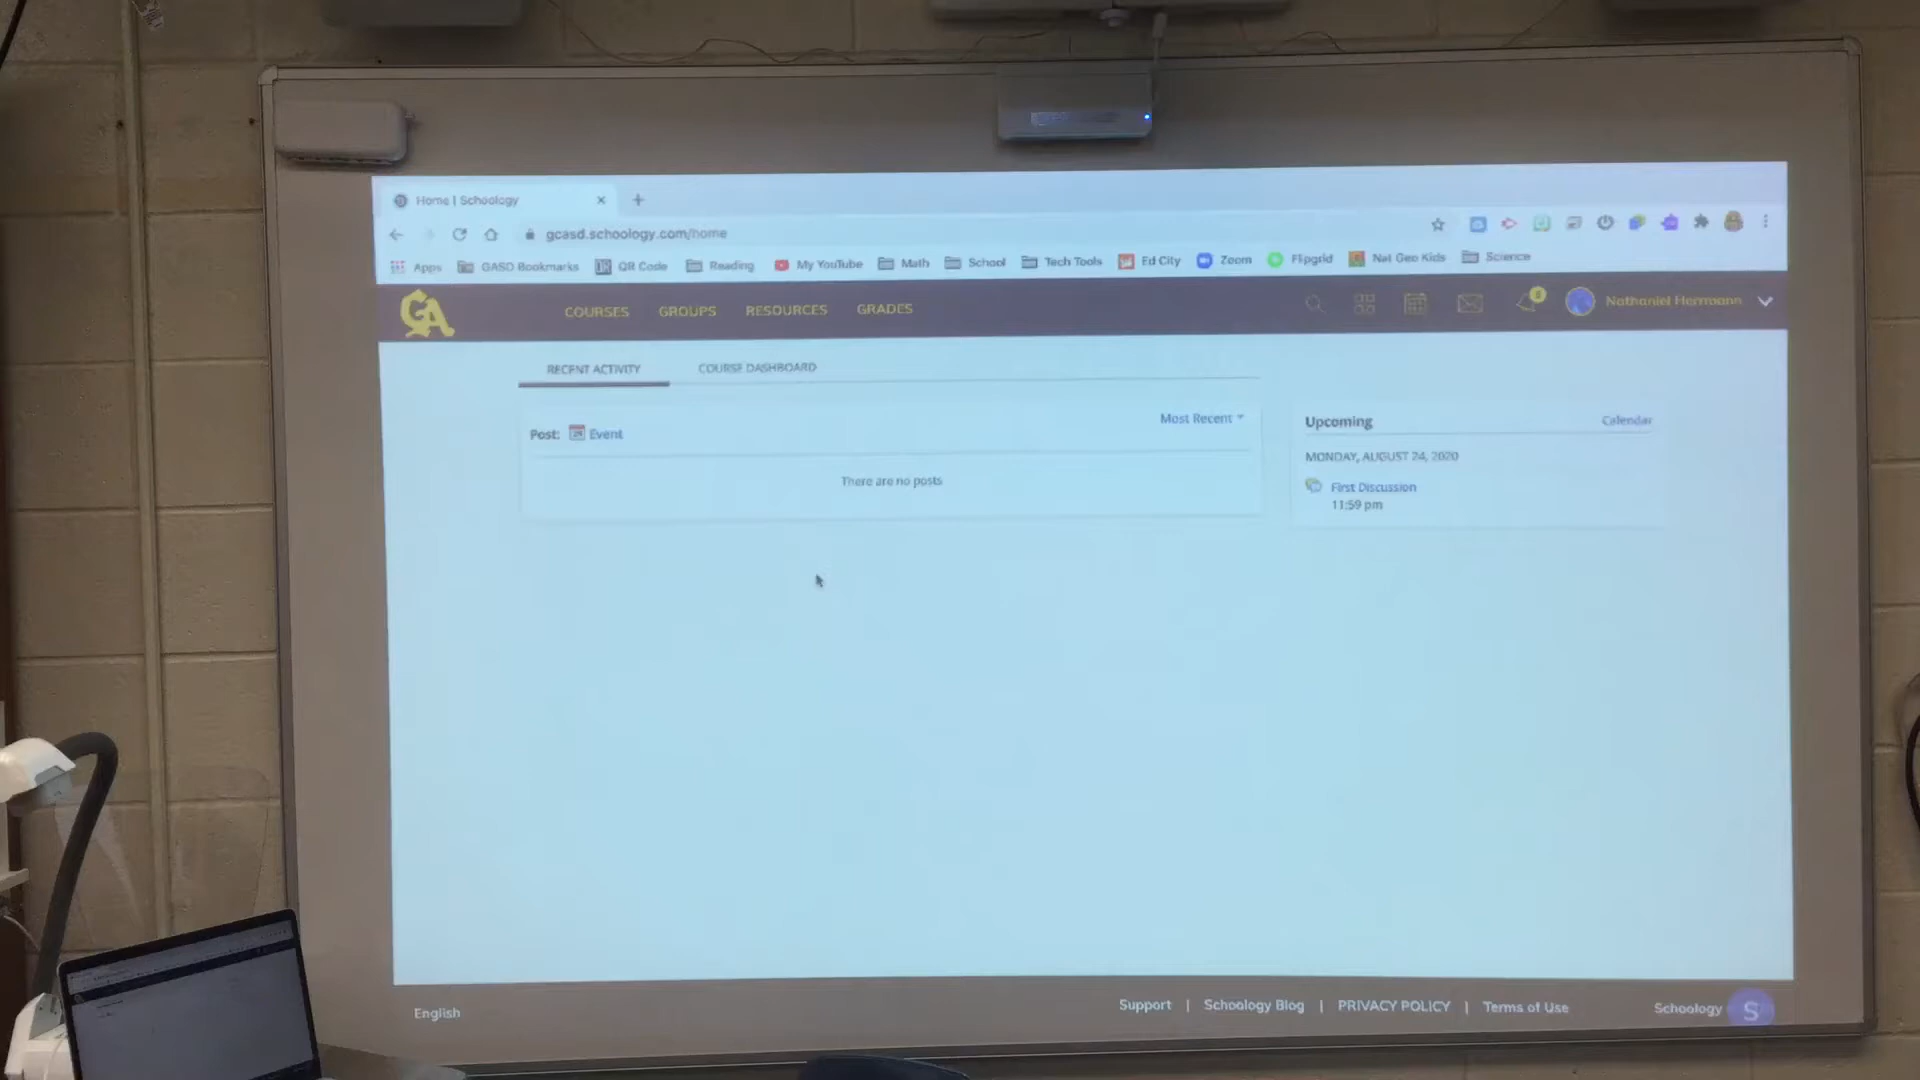 Home | Schoology
gcasd.schoology.com/home
Apps GASD Bookmarks QR Code Reading My YouTube Math School Tech Tools Ed City Zoom Flipgrid Nat Geo Kids Science
GA COURSES GROUPS RESOURCES GRADES Nathaniel Herrmann
RECENT ACTIVITY COURSE DASHBOARD
Most Recent
Post: Event
There are no posts
Upcoming Calendar
MONDAY, AUGUST 24, 2020
First Discussion
11:59 pm
English Support | Schoology Blog | PRIVACY POLICY | Terms of Use Schoology S